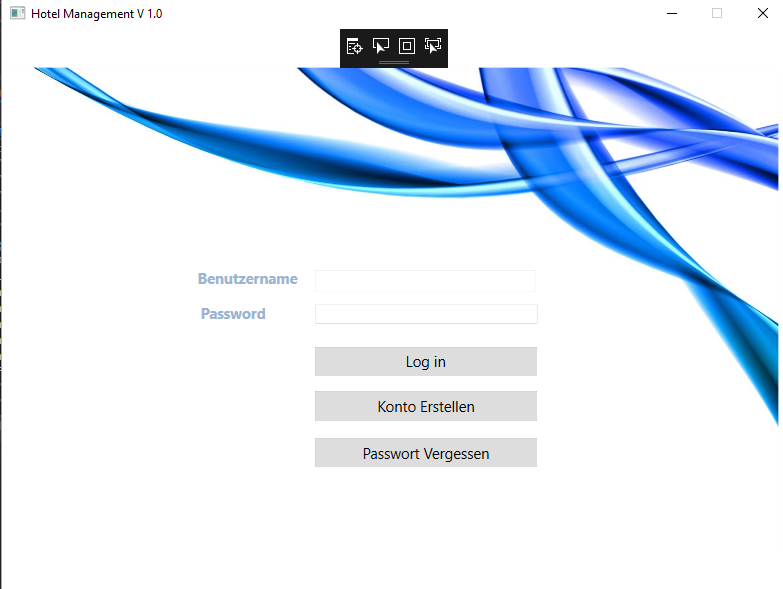 Hotel Management V 1.0
Benutzername
Password
Log in
Konto Erstellen
Passwort Vergessen